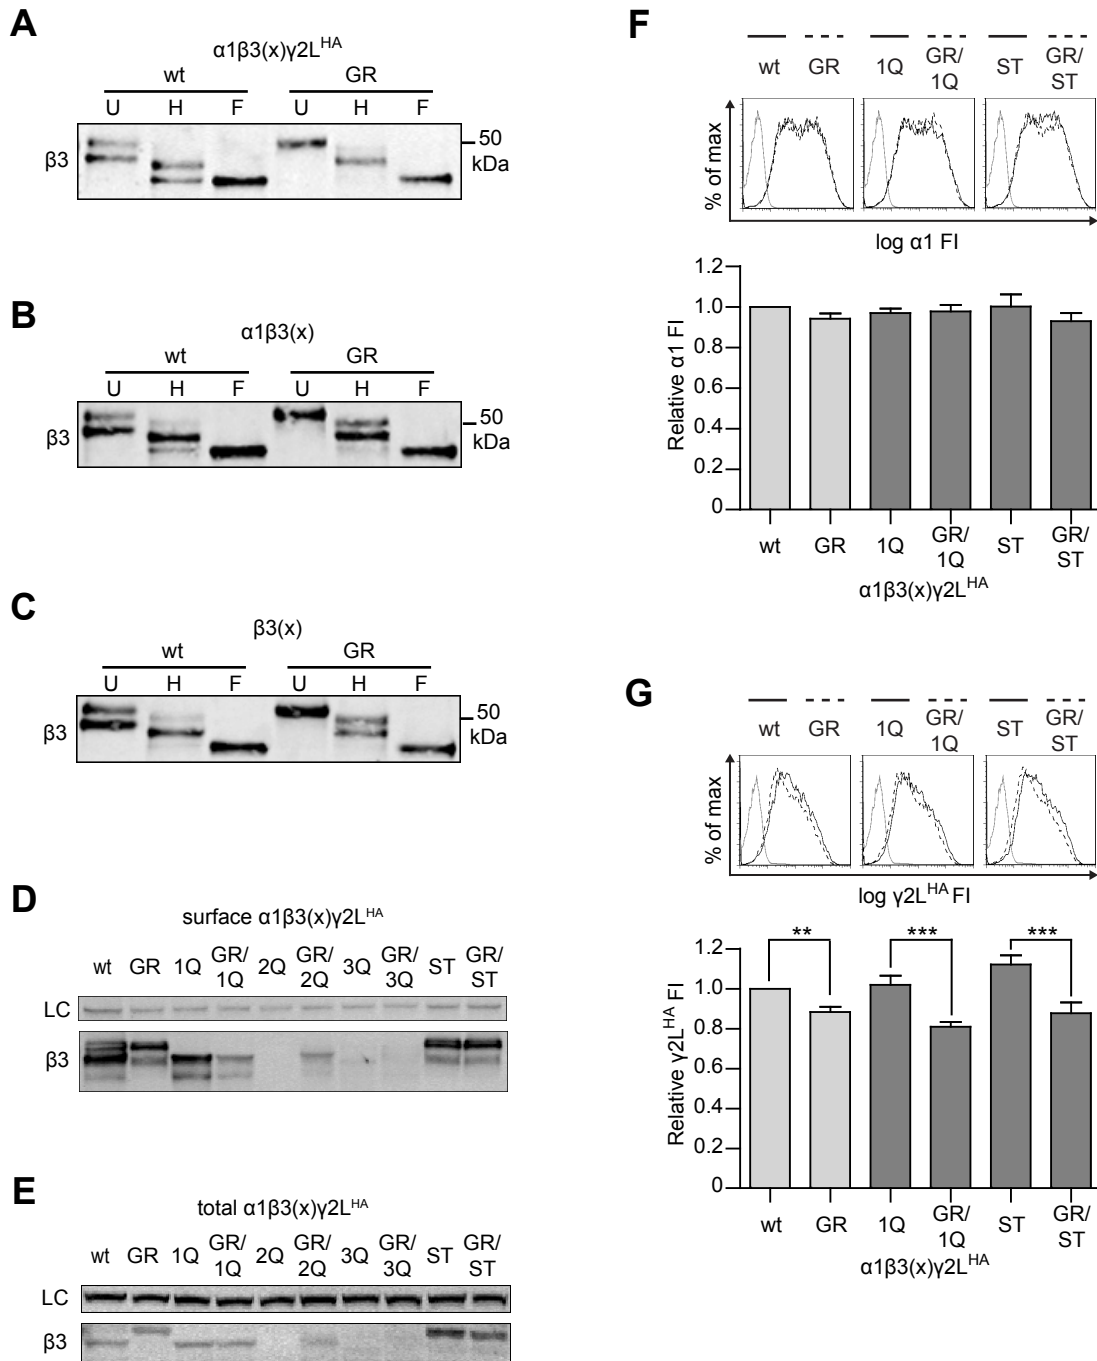 A
α1β3(x)γ2L^HA
wt GR
U H F U H F
β3
50
kDa
B
α1β3(x)
wt GR
U H F U H F
β3
50
kDa
C
β3(x)
wt GR
U H F U H F
β3
50
kDa
D
surface α1β3(x)γ2L^HA
wt GR 1Q GR/1Q 2Q GR/2Q 3Q GR/3Q ST GR/ST
LC
β3
E
total α1β3(x)γ2L^HA
wt GR 1Q GR/1Q 2Q GR/2Q 3Q GR/3Q ST GR/ST
LC
β3
F
wt GR 1Q GR/1Q ST GR/ST
% of max
log α1 FI
Relative α1 FI
1.2
1.0
0.8
0.6
0.4
0.2
0
wt GR 1Q GR/1Q ST GR/ST
α1β3(x)γ2L^HA
G
wt GR 1Q GR/1Q ST GR/ST
% of max
log γ2L^HA FI
Relative γ2L^HA FI
** *** ***
1.2
1.0
0.8
0.6
0.4
0.2
0
wt GR 1Q GR/1Q ST GR/ST
α1β3(x)γ2L^HA